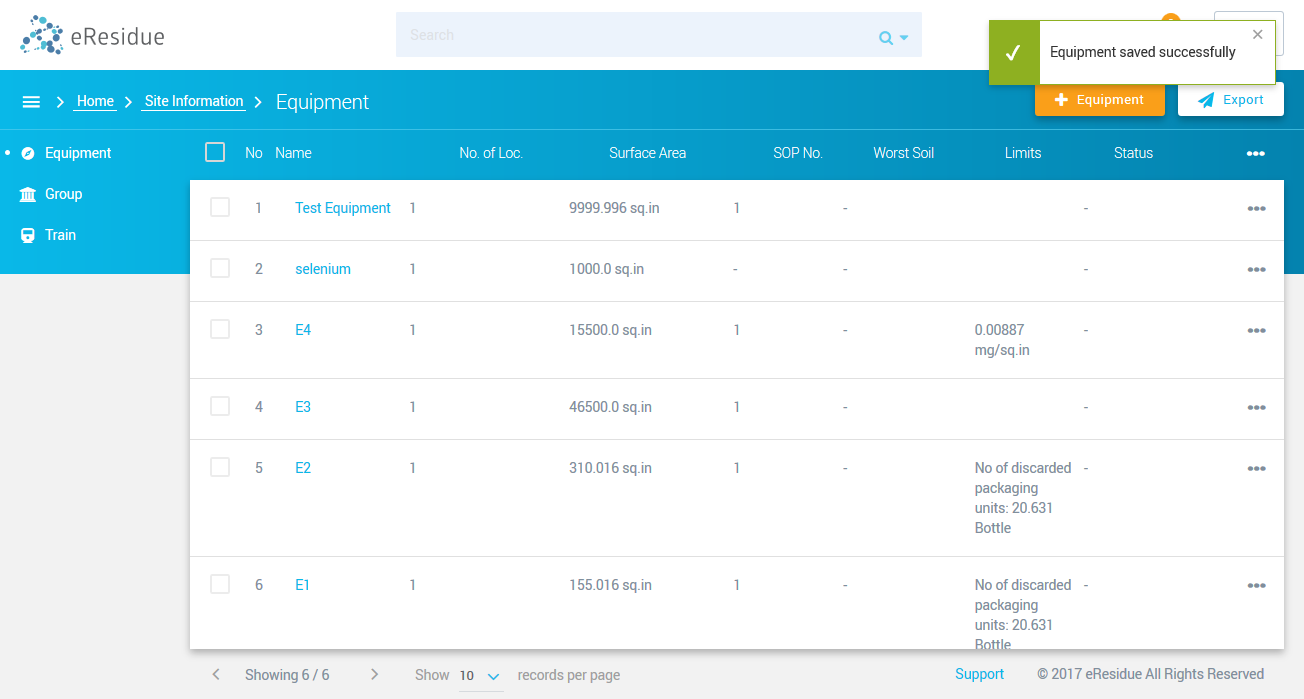 eResidue
Search
Equipment saved successfully
Home
Site Information
Equipment
Equipment
Export
Equipment
Group
Train
No Name No. of Loc. Surface Area SOP No. Worst Soil Limits Status
1 Test Equipment 1 9999.996 sq.in 1 - -
2 selenium 1 1000.0 sq.in - - -
3 E4 1 15500.0 sq.in 1 - 0.00887 -
mg/sq.in
4 E3 1 46500.0 sq.in 1 - -
5 E2 1 310.016 sq.in 1 - No of discarded -
packaging
units: 20.631
Bottle
6 E1 1 155.016 sq.in 1 - No of discarded -
packaging
units: 20.631
Bottle
Showing 6 / 6 Show 10 records per page Support © 2017 eResidue All Rights Reserved